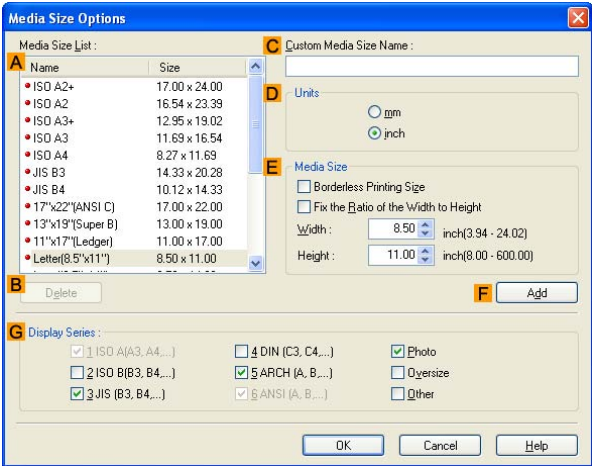 Media Size Options
Media Size List :
C Custom Media Size Name :
A
Name Size
ISO A2+ 17.00 x 24.00
ISO A2 16.54 x 23.39
ISO A3+ 12.95 x 19.02
ISO A3 11.69 x 16.54
ISO A4 8.27 x 11.69
JIS B3 14.33 x 20.28
JIS B4 10.12 x 14.33
17"x22"(ANSI C) 17.00 x 22.00
13"x19"(Super B) 13.00 x 19.00
11"x17"(Ledger) 11.00 x 17.00
Letter(8.5"x11") 8.50 x 11.00
D Units
mm
inch
E Media Size
Borderless Printing Size
Fix the Ratio of the Width to Height
Width : 8.50 inch(3.94 - 24.02)
Height : 11.00 inch(8.00 - 600.00)
B
Delete
F Add
G Display Series :
1 ISO A(A3, A4,...) 4 DIN (C3, C4,...) Photo
2 ISO B(B3, B4,...) 5 ARCH (A, B,...) Oversize
3 JIS (B3, B4,...) 6 ANSI (A, B,...) Other
OK Cancel Help